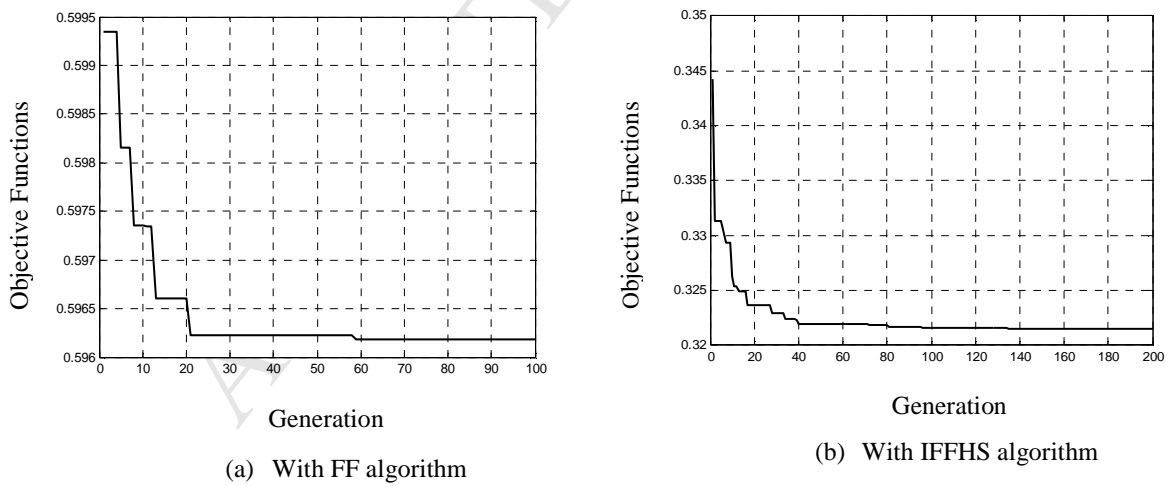 0.5995
0.599
0.5985
0.598
0.5975
0.597
0.5965
0.596
0 10 20 30 40 50 60 70 80 90 100
Objective Functions
Generation
(a) With FF algorithm
0.35
0.345
0.34
0.335
0.33
0.325
0.32
0 20 40 60 80 100 120 140 160 180 200
Objective Functions
Generation
(b) With IFFHS algorithm